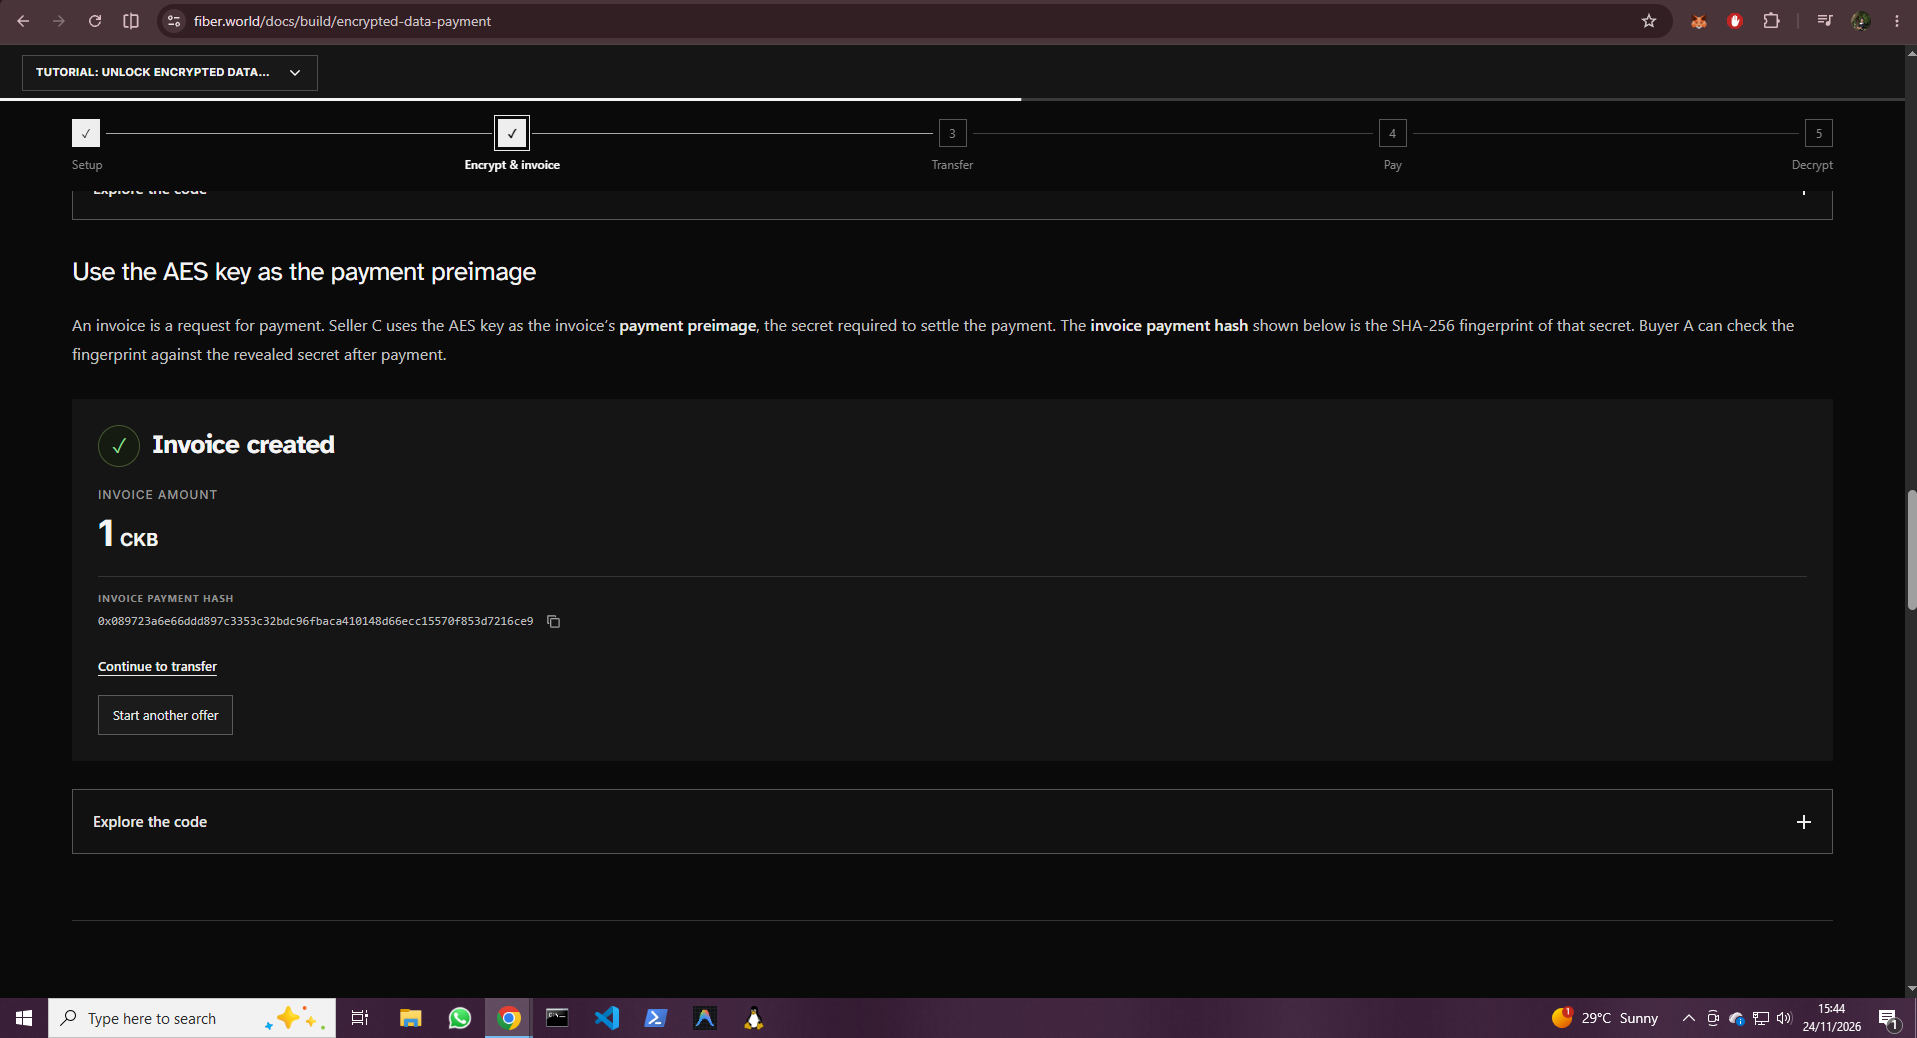 fiber.world/docs/build/encrypted-data-payment
TUTORIAL: UNLOCK ENCRYPTED DATA...
✓ ✓ 3 4 5
Setup Encrypt & invoice Transfer Pay Decrypt
Explore the code
Use the AES key as the payment preimage
An invoice is a request for payment. Seller C uses the AES key as the invoice’s payment preimage, the secret required to settle the payment. The invoice payment hash shown below is the SHA-256 fingerprint of that secret. Buyer A can check the
fingerprint against the revealed secret after payment.
Invoice created
INVOICE AMOUNT
1 CKB
INVOICE PAYMENT HASH
0x089723a6e66ddd897c3353c32bdc96fbaca410148d66ecc15570f853d7216ce9
Continue to transfer
Start another offer
Explore the code
Type here to search
1
29°C Sunny
15:44
24/11/2026
1